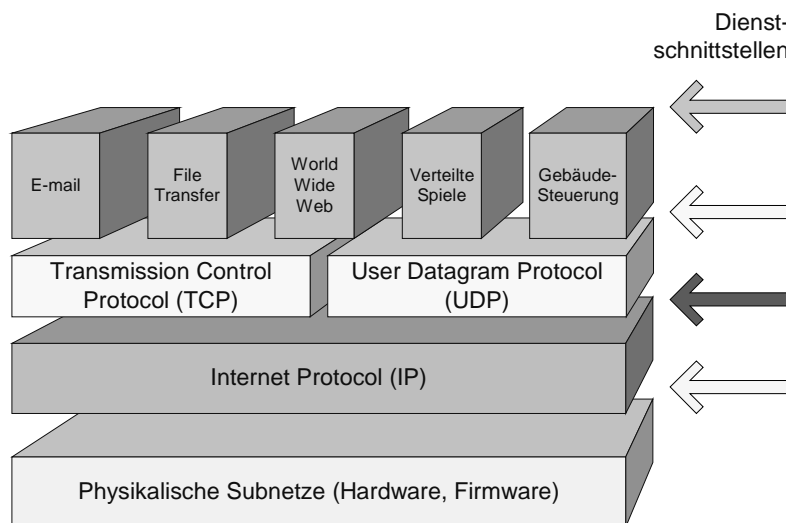 Dienst-
schnittstellen
E-mail
File
Transfer
World
Wide
Web
Verteilte
Spiele
Gebäude-
Steuerung
Transmission Control
Protocol (TCP)
User Datagram Protocol
(UDP)
Internet Protocol (IP)
Physikalische Subnetze (Hardware, Firmware)